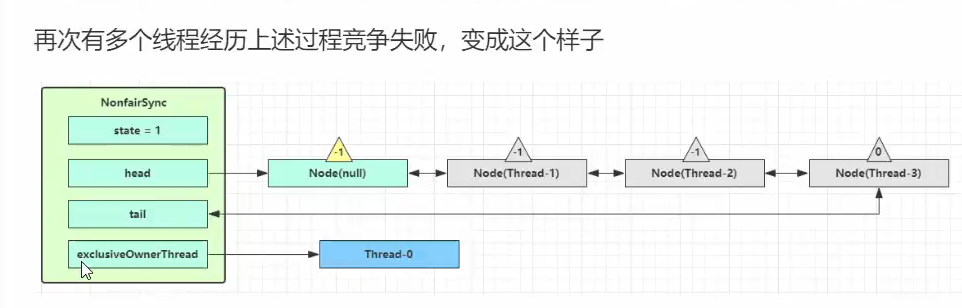 再次有多个线程经历上述过程竞争失败，变成这个样子
NonfairSync
state = 1
head
tail
exclusiveOwnerThread
-1
Node(null)
-1
Node(Thread-1)
-1
Node(Thread-2)
0
Node(Thread-3)
Thread-0